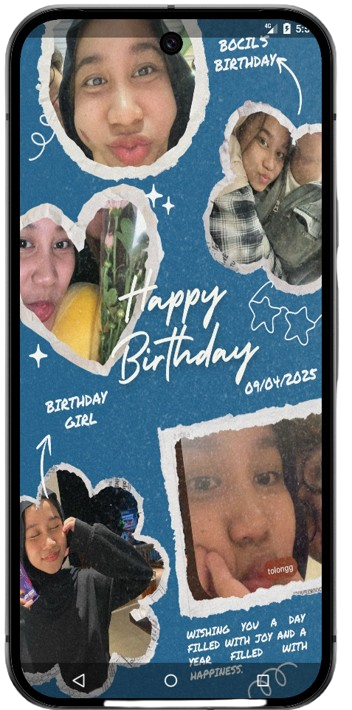 5:5
BOCIL'S
BIRTHDAY
Happy
Birthday
09/04/2025
BIRTHDAY
GIRL
tolongg
WISHING YOU A DAY
FILLED WITH JOY AND A
YEAR FILLED WITH
HAPPINESS.